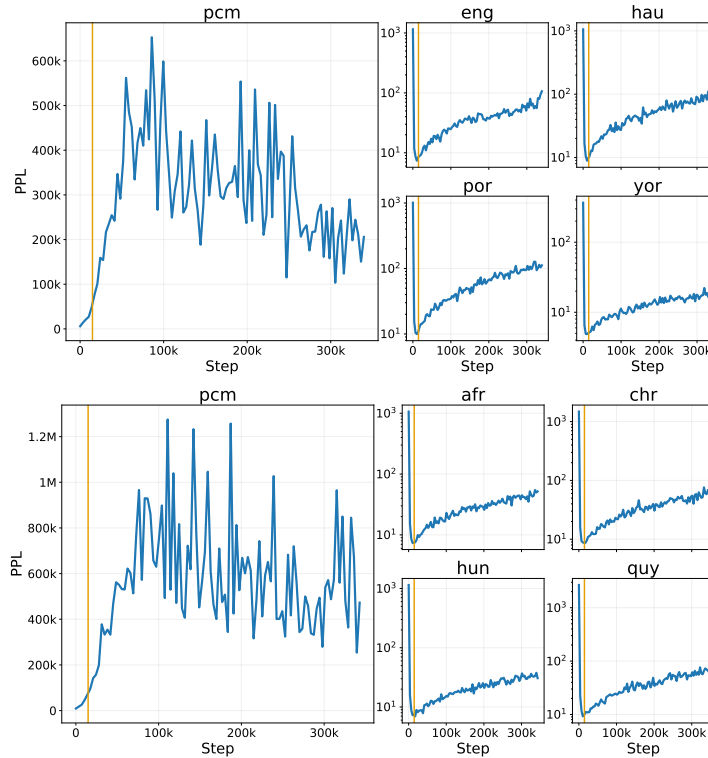 pcm
PPL
600k
500k
400k
300k
200k
100k
0
0 100k 200k 300k
Step
eng
10³
10²
10¹
hau
10³
10²
10¹
por
10³
10²
10¹
0 100k 200k 300k
Step
yor
10²
10¹
0 100k 200k 300k
Step
pcm
PPL
1.2M
1M
800k
600k
400k
200k
0
0 100k 200k 300k
Step
afr
10³
10²
10¹
chr
10³
10²
10¹
hun
10³
10²
10¹
0 100k 200k 300k
Step
quy
10³
10²
10¹
0 100k 200k
Step